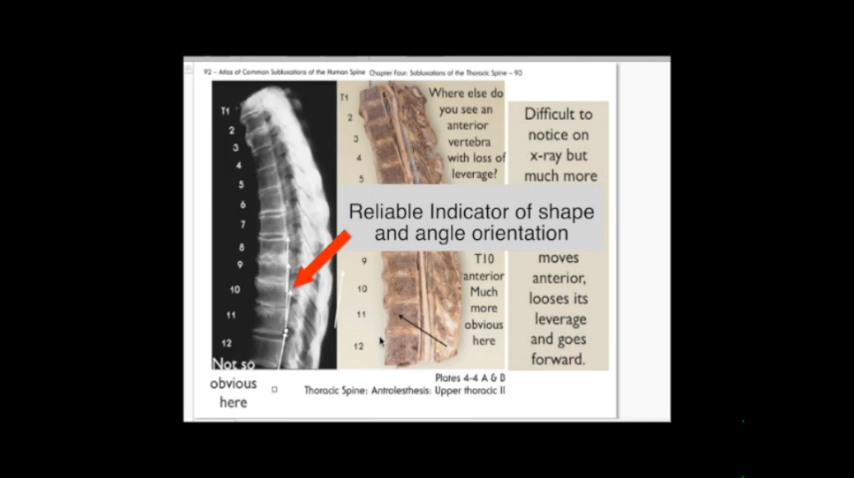 92 – Atlas of Common Subluxations of the Human Spine Chapter Four: Subluxations of the Thoracic Spine – 93
T1
2
3
4
5
6
7
8
9
10
11
12
T1
2
3
4
5
9
10
11
12
Where else do
you see an
anterior
vertebra
with loss of
leverage?
Difficult to
notice on
x-ray but
much more
Reliable Indicator of shape
and angle orientation
T10
anterior
Much
more
obvious
here
moves
anterior,
looses its
leverage
and goes
forward.
Not so
obvious
here
Plates 4-4 A & B
Thoracic Spine: Antrolesthesis: Upper thoracic II